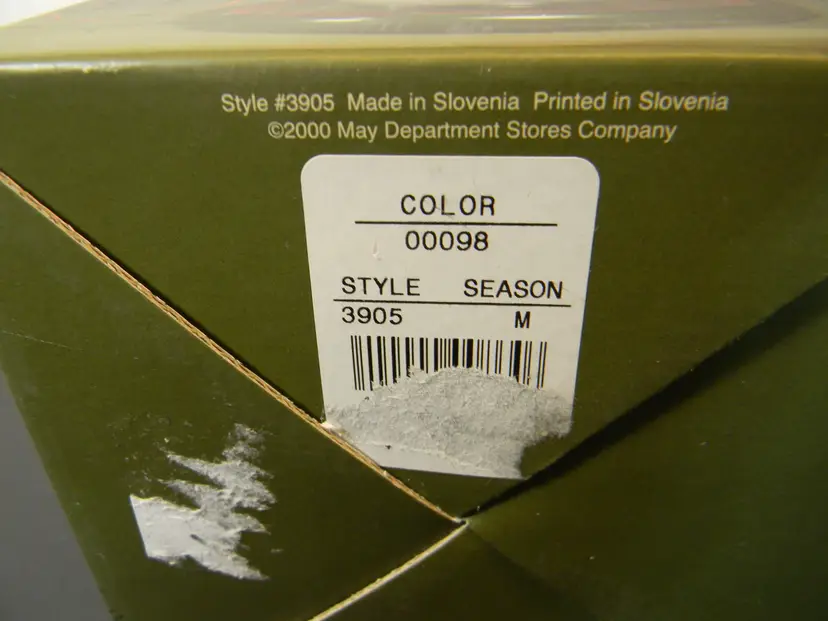 Style #3905 Made in Slovenia Printed in Slovenia
©2000 May Department Stores Company
COLOR
00098
STYLE SEASON
3905 M